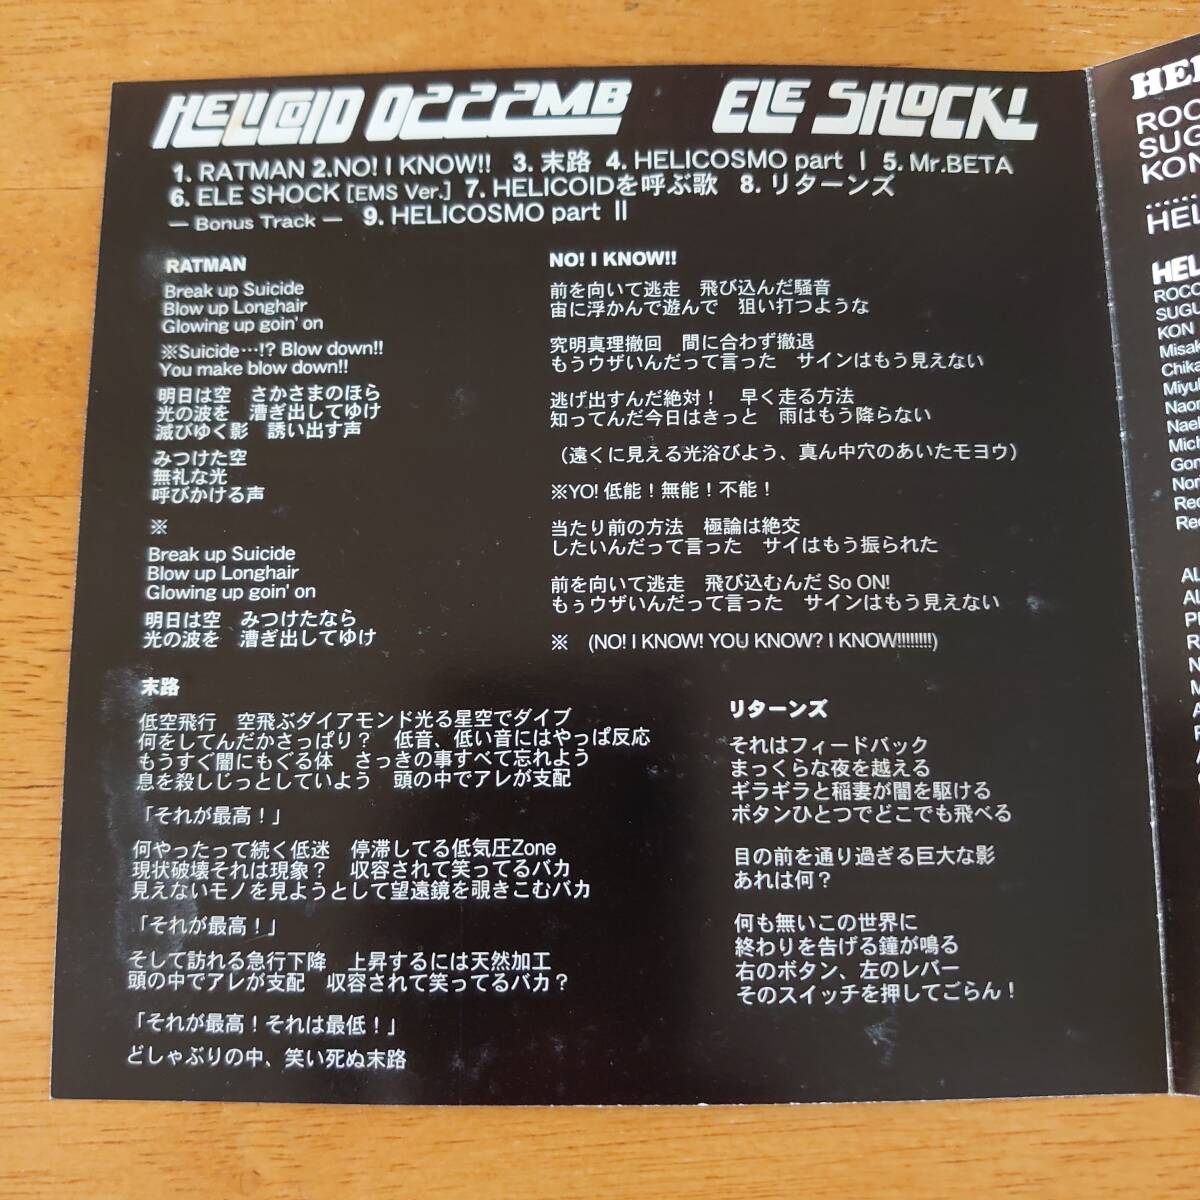 HELICOID 0222MB ELE SHOCK!
1. RATMAN 2.NO! I KNOW!! 3. 末路 4. HELICOSMO part Ⅰ 5. Mr.BETA
6. ELE SHOCK [EMS Ver.] 7. HELICOIDを呼ぶ歌 8. リターンズ
— Bonus Track — 9. HELICOSMO part Ⅱ
RATMAN
Break up Suicide
Blow up Longhair
Glowing up goin' on
※Suicide…!? Blow down!!
You make blow down!!
明日は空 さかさまのほら
光の波を 漕ぎ出してゆけ
滅びゆく影 誘い出す声
みつけた空
無礼な光
呼びかける声
※
Break up Suicide
Blow up Longhair
Glowing up goin' on
明日は空 みつけたなら
光の波を 漕ぎ出してゆけ
NO! I KNOW!!
前を向いて逃走 飛び込んだ騒音
宙に浮かんで遊んで 狙い打つような
究明真理撤回 間に合わず撤退
もうウザいんだって言った サインはもう見えない
逃げ出すんだ絶対！ 早く走る方法
知ってんだ今日はきっと 雨はもう降らない
（遠くに見える光浴びよう、真ん中穴のあいたモヨウ）
※YO! 低能！無能！不能！
当たり前の方法 極論は絶交
したいんだって言った サイはもう振られた
前を向いて逃走 飛び込むんだ So ON!
もぅウザいんだって言った サインはもう見えない
※ (NO! I KNOW! YOU KNOW? I KNOW!!!!!!!!)
末路
低空飛行 空飛ぶダイアモンド光る星空でダイブ
何をしてんだかさっぱり？ 低音、低い音にはやっぱ反応
もうすぐ闇にもぐる体 さっきの事すべて忘れよう
息を殺しじっとしていよう 頭の中でアレが支配
「それが最高！」
何やったって続く低迷 停滞してる低気圧Zone
現状破壊それは現象？ 収容されて笑ってるバカ
見えないモノを見ようとして望遠鏡を覗きこむバカ
「それが最高！」
そして訪れる急行下降 上昇するには天然加工
頭の中でアレが支配 収容されて笑ってるバカ？
「それが最高！それは最低！」
どしゃぶりの中、笑い死ぬ末路
リターンズ
それはフィードバック
まっくらな夜を越える
ギラギラと稲妻が闇を駆ける
ボタンひとつでどこでも飛べる
目の前を通り過ぎる巨大な影
あれは何？
何も無いこの世界に
終わりを告げる鐘が鳴る
右のボタン、左のレバー
そのスイッチを押してごらん！
HEL
ROCC
SUGU
KON
HEL
HEL
ROCC
SUGU
KON
Misak
Chika
Miyul
Naor
Nael
Mich
Gon
Nor
Rec
Rec